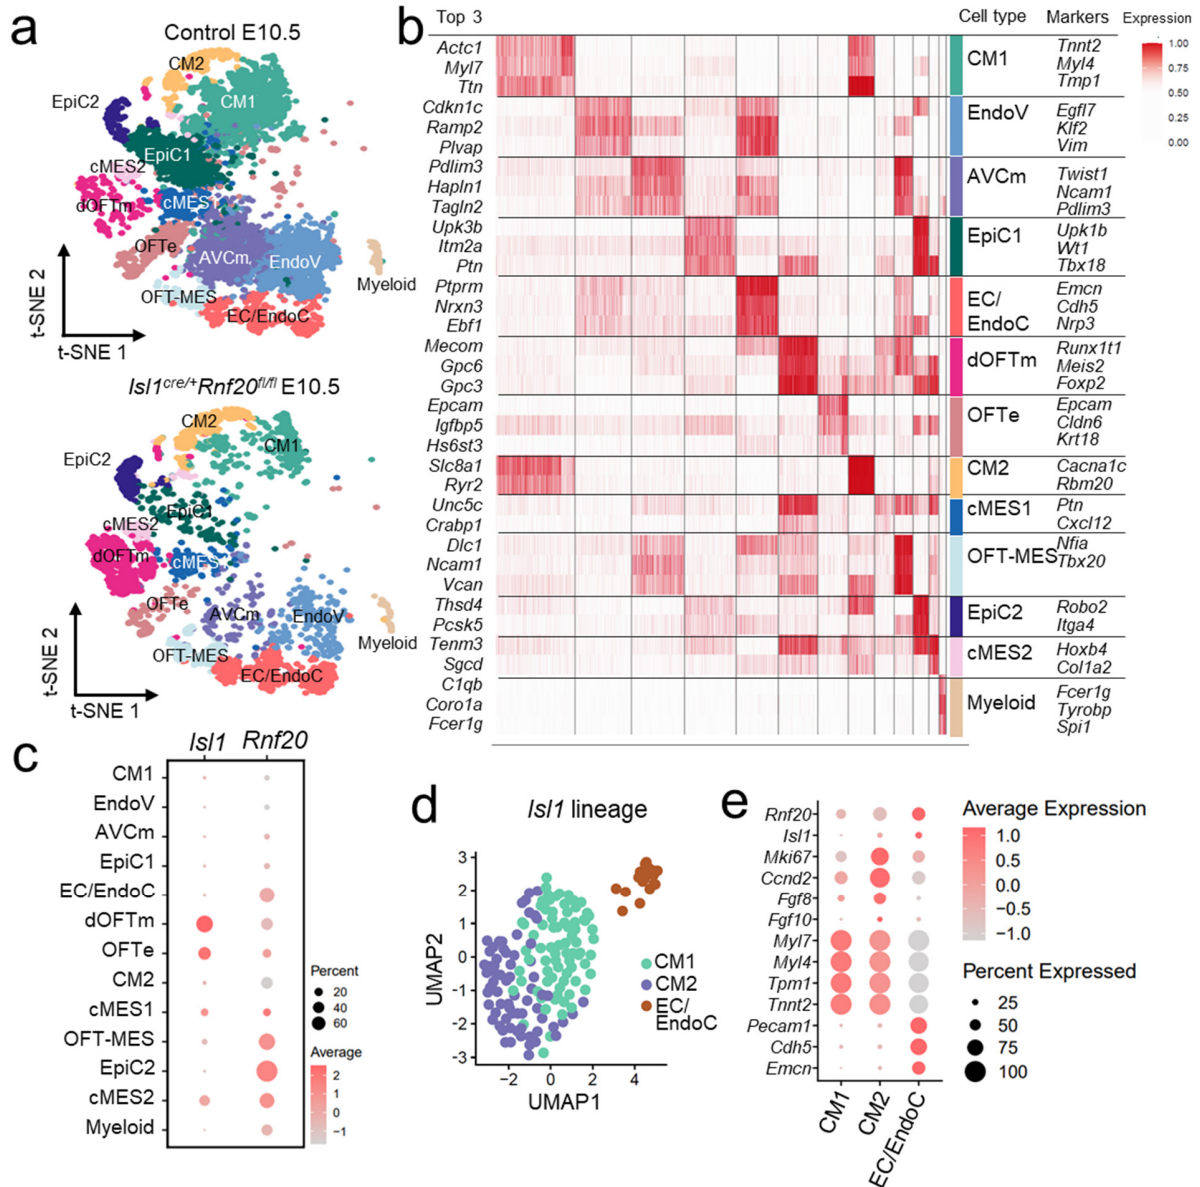 a
Control E10.5
CM2
EpiC2
CM1
EpiC1
cMES2
dOFTm
cMES1
OFTe
AVCm
EndoV
Myeloid
OFT-MES
EC/EndoC
t-SNE 2
t-SNE 1
Isl1cre/+Rnf20fl/fl E10.5
CM2
CM1
EpiC2
EpiC1
cMES2
dOFTm
cMES1
OFTe
AVCm
EndoV
Myeloid
OFT-MES
EC/EndoC
t-SNE 2
t-SNE 1
b
Top 3
Cell type
Markers
Expression
1.00
0.75
0.50
0.25
0.00
Actc1
Myl7
Ttn
CM1
Tnnt2
Myl4
Tmp1
Cdkn1c
Ramp2
Plvap
EndoV
Egfl7
Klf2
Vim
Pdlim3
Hapln1
Tagln2
AVCm
Twist1
Ncam1
Pdlim3
Upk3b
Itm2a
Ptn
EpiC1
Upk1b
Wt1
Tbx18
Ptprm
Nrxn3
Ebf1
EC/
EndoC
Emcn
Cdh5
Nrp3
Mecom
Gpc6
Gpc3
dOFTm
Runx1t1
Meis2
Foxp2
Epcam
Igfbp5
Hs6st3
OFTe
Epcam
Cldn6
Krt18
Slc8a1
Ryr2
CM2
Cacna1c
Rbm20
Unc5c
Crabp1
cMES1
Ptn
Cxcl12
Dlc1
Ncam1
Vcan
OFT-MES
Nfia
Tbx20
Thsd4
Pcsk5
EpiC2
Robo2
Itga4
Tenm3
Sgcd
cMES2
Hoxb4
Col1a2
C1qb
Coro1a
Fcer1g
Myeloid
Fcer1g
Tyrobp
Spi1
c
Isl1 Rnf20
CM1
EndoV
AVCm
EpiC1
EC/EndoC
dOFTm
OFTe
CM2
cMES1
OFT-MES
EpiC2
cMES2
Myeloid
Percent
20
40
60
Average
2
1
0
−1
d
Isl1 lineage
3
2
1
0
-1
-2
-3
UMAP2
−2 0 2 4
UMAP1
CM1
CM2
EC/
EndoC
e
Rnf20
Isl1
Mki67
Ccnd2
Fgf8
Fgf10
Myl7
Myl4
Tpm1
Tnnt2
Pecam1
Cdh5
Emcn
CM1
CM2
EC/EndoC
Average Expression
1.0
0.5
0.0
−0.5
−1.0
Percent Expressed
25
50
75
100